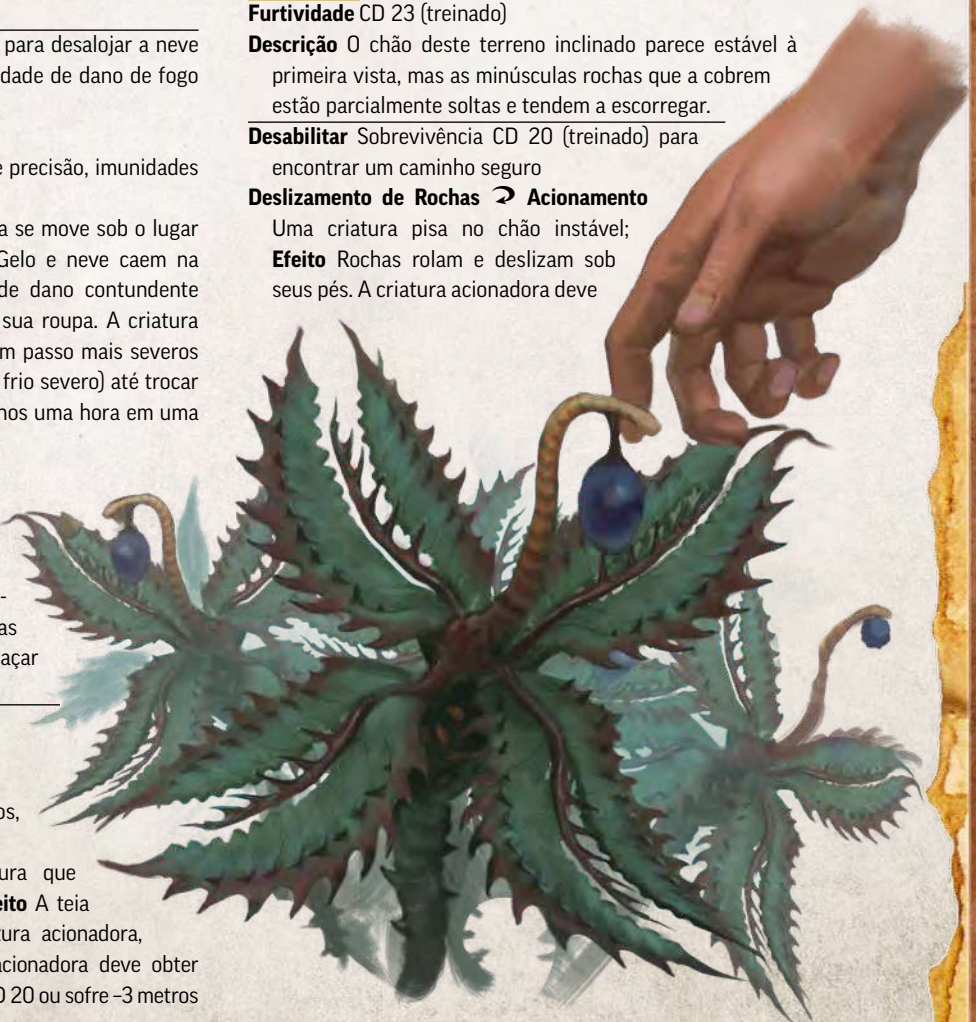 para desalojar a neve
dade de dano de fogo
e precisão, imunidades
a se move sob o lugar
Gelo e neve caem na
de dano contundente
sua roupa. A criatura
m passo mais severos
frio severo) até trocar
nos uma hora em uma
-
as
açar
os,
ura que
eito A teia
tura acionadora,
acionadora deve obter
D 20 ou sofre –3 metros
Furtividade CD 23 (treinado)
Descrição O chão deste terreno inclinado parece estável à
primeira vista, mas as minúsculas rochas que a cobrem
estão parcialmente soltas e tendem a escorregar.
Desabilitar Sobrevivência CD 20 (treinado) para
encontrar um caminho seguro
Deslizamento de Rochas Acionamento
Uma criatura pisa no chão instável;
Efeito Rochas rolam e deslizam sob
seus pés. A criatura acionadora deve